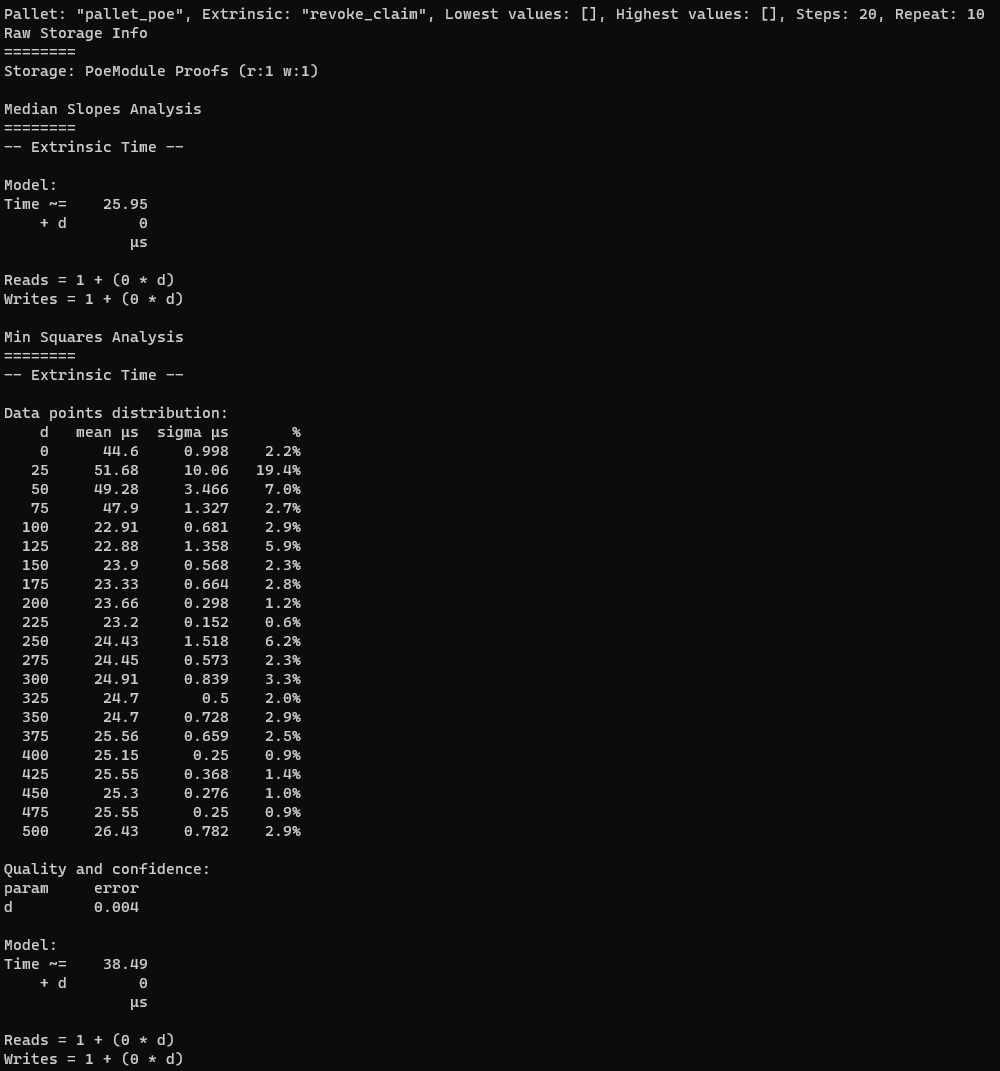 Pallet: "pallet_poe", Extrinsic: "revoke_claim", Lowest values: [], Highest values: [], Steps: 20, Repeat: 10
Raw Storage Info
========
Storage: PoeModule Proofs (r:1 w:1)

Median Slopes Analysis
========
-- Extrinsic Time --

Model:
Time ~=    25.95
    + d        0
              µs

Reads = 1 + (0 * d)
Writes = 1 + (0 * d)

Min Squares Analysis
========
-- Extrinsic Time --

Data points distribution:
    d   mean µs  sigma µs       %
    0      44.6     0.998    2.2%
   25     51.68     10.06   19.4%
   50     49.28     3.466    7.0%
   75      47.9     1.327    2.7%
  100     22.91     0.681    2.9%
  125     22.88     1.358    5.9%
  150      23.9     0.568    2.3%
  175     23.33     0.664    2.8%
  200     23.66     0.298    1.2%
  225      23.2     0.152    0.6%
  250     24.43     1.518    6.2%
  275     24.45     0.573    2.3%
  300     24.91     0.839    3.3%
  325      24.7       0.5    2.0%
  350      24.7     0.728    2.9%
  375     25.56     0.659    2.5%
  400     25.15      0.25    0.9%
  425     25.55     0.368    1.4%
  450      25.3     0.276    1.0%
  475     25.55      0.25    0.9%
  500     26.43     0.782    2.9%

Quality and confidence:
param     error
d         0.004

Model:
Time ~=    38.49
    + d        0
              µs

Reads = 1 + (0 * d)
Writes = 1 + (0 * d)